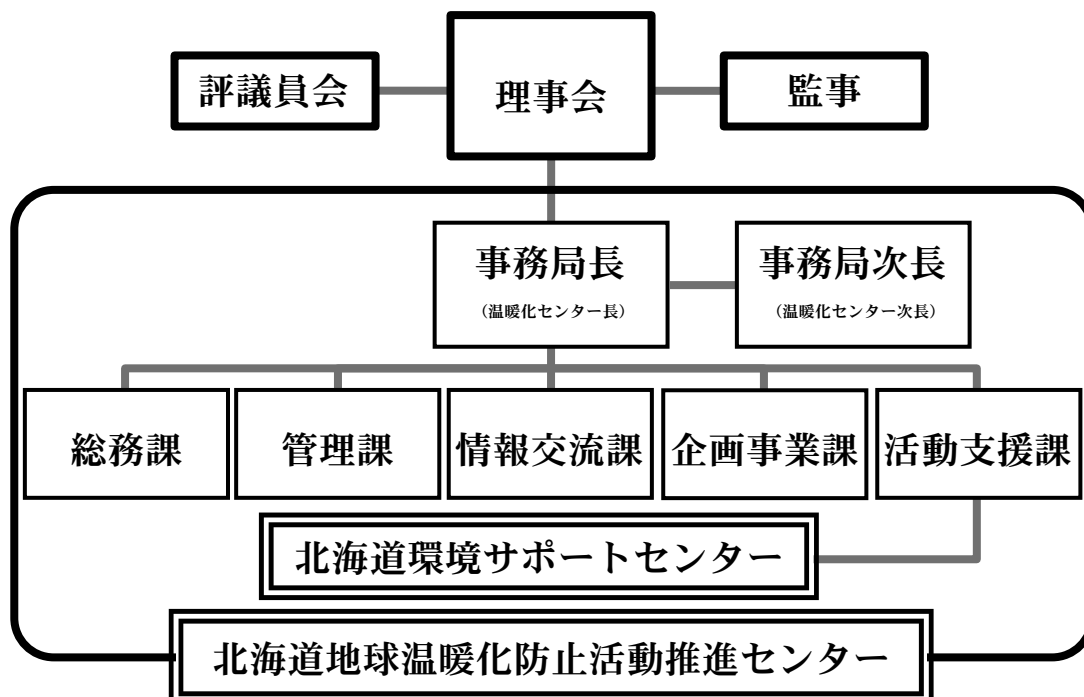 評議員会
理事会
監事
事務局長
（温暖化センター長）
事務局次長
（温暖化センター次長）
総務課
管理課
情報交流課
企画事業課
活動支援課
北海道環境サポートセンター
北海道地球温暖化防止活動推進センター